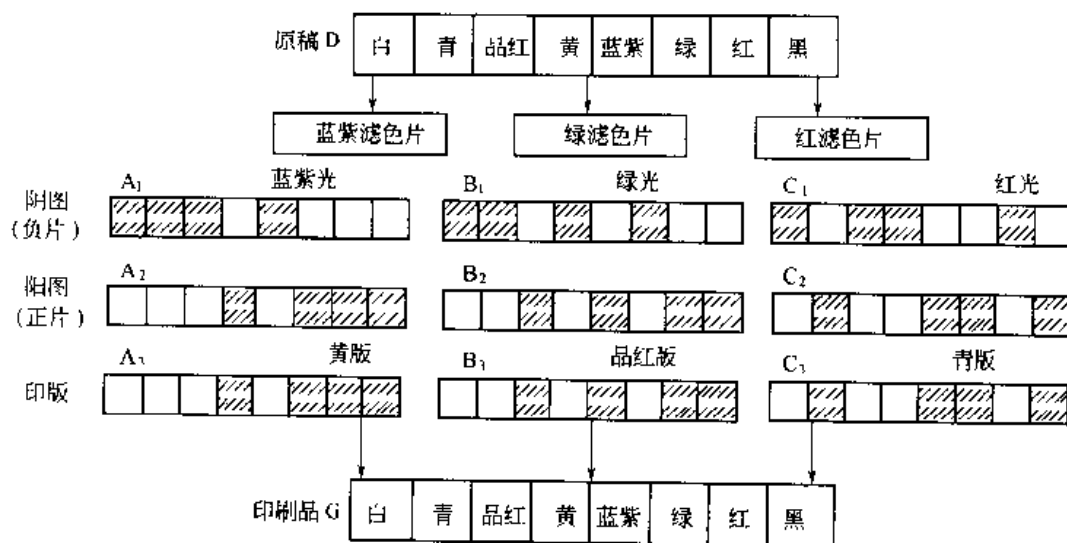 原稿 D 白 青 品红 黄 蓝紫 绿 红 黑
蓝紫滤色片 绿滤色片 红滤色片
A₁ 蓝紫光 B₁ 绿光 C₁ 红光
阴图
(负片)
A₂ B₂ C₂
阳图
(正片)
A₃ 黄版 B₃ 品红版 C₃ 青版
印版
印刷品 G 白 青 品红 黄 蓝紫 绿 红 黑